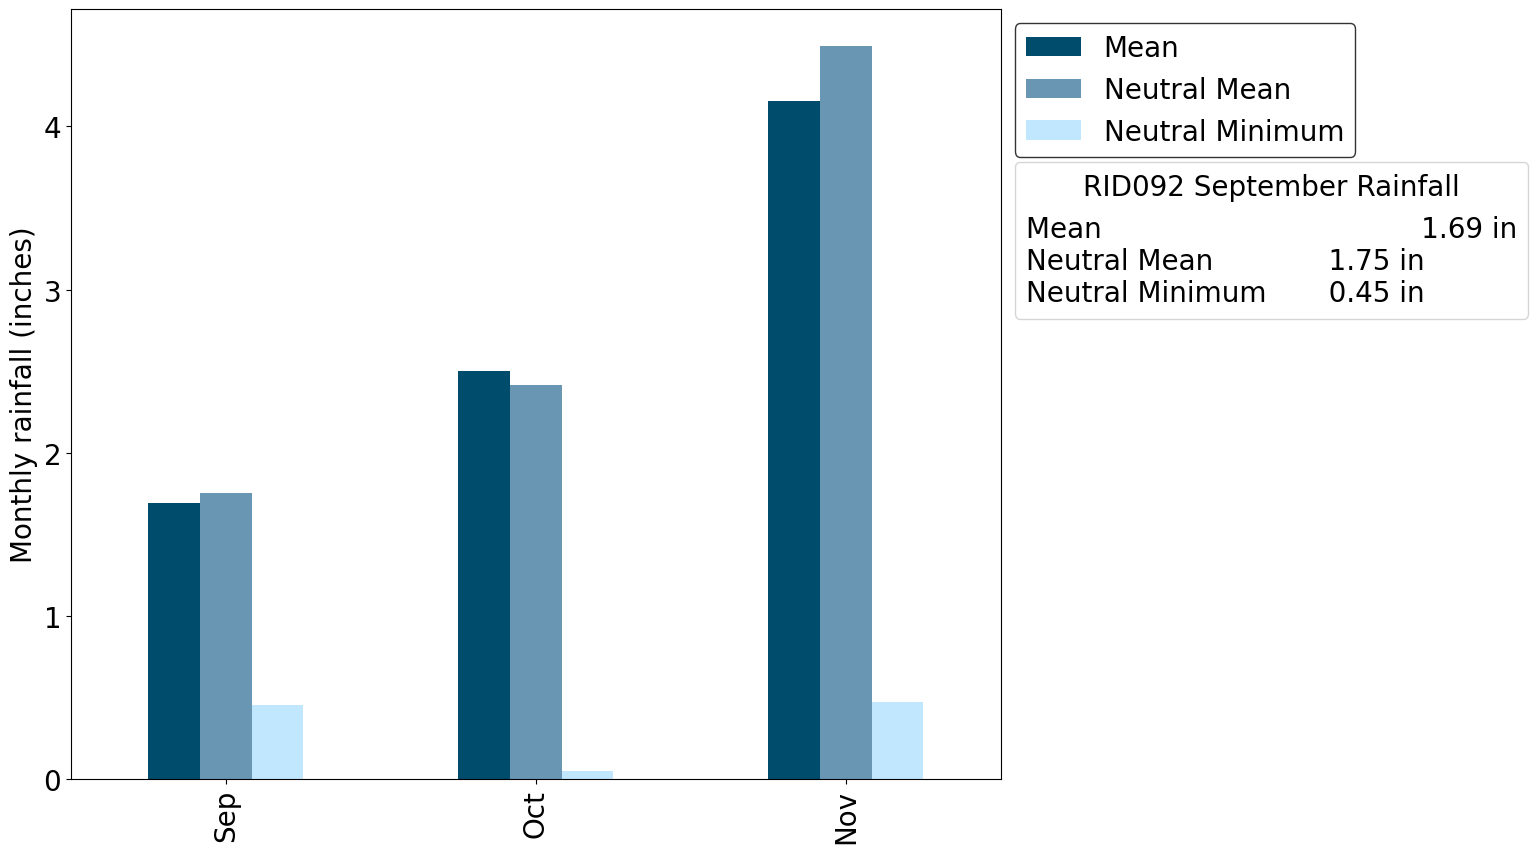 Mean
Neutral Mean
Neutral Minimum
RID092 September Rainfall
Mean 1.69 in
Neutral Mean 1.75 in
Neutral Minimum 0.45 in
Monthly rainfall (inches)
4
3
2
1
0
Sep
Oct
Nov